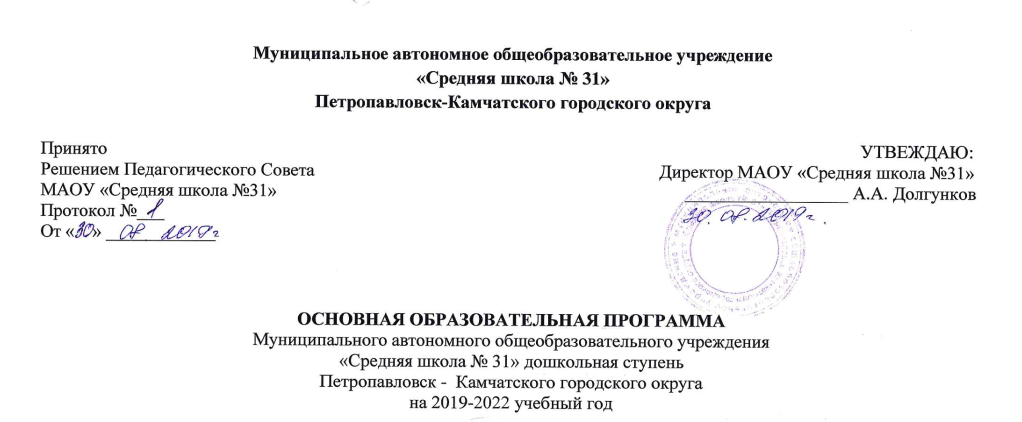 Муниципальное автономное общеобразовательное учреждение
«Средняя школа № 31»
Петропавловск-Камчатского городского округа
Принято
Решением Педагогического Совета
МАОУ «Средняя школа №31»
Протокол № 1
От «30» 08 2019г
УТВЕЖДАЮ:
Директор МАОУ «Средняя школа №31»
А.А. Долгунков
30.08.2019г.
ОСНОВНАЯ ОБРАЗОВАТЕЛЬНАЯ ПРОГРАММА
Муниципального автономного общеобразовательного учреждения
«Средняя школа № 31» дошкольная ступень
Петропавловск - Камчатского городского округа
на 2019-2022 учебный год